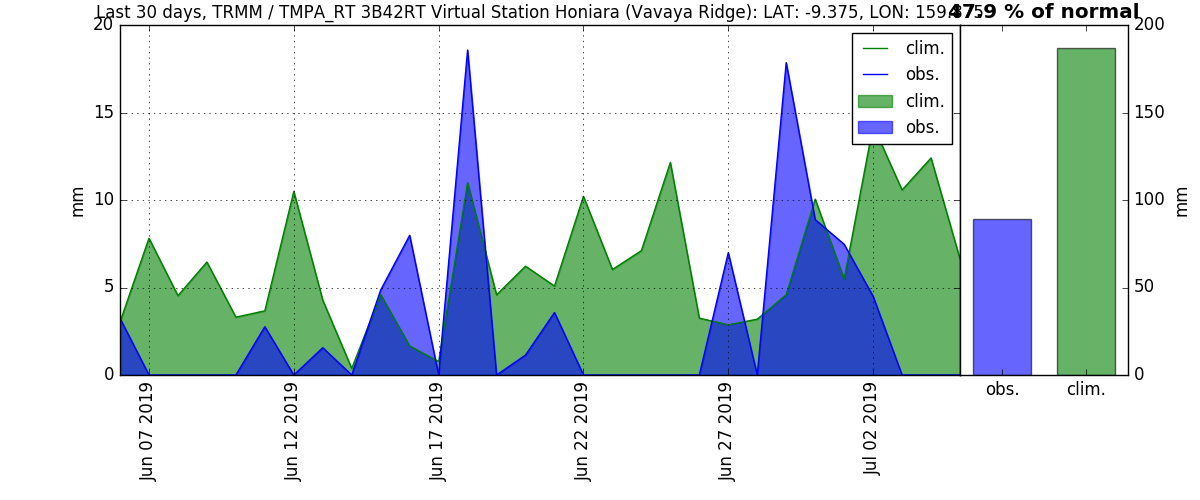 Last 30 days, TRMM / TMPA_RT 3B42RT Virtual Station Honiara (Vavaya Ridge): LAT: -9.375, LON: 159.875
47.9 % of normal
20
15
10
5
0
mm
clim.
obs.
clim.
obs.
200
150
100
50
0
mm
obs.
clim.
Jun 07 2019
Jun 12 2019
Jun 17 2019
Jun 22 2019
Jun 27 2019
Jul 02 2019